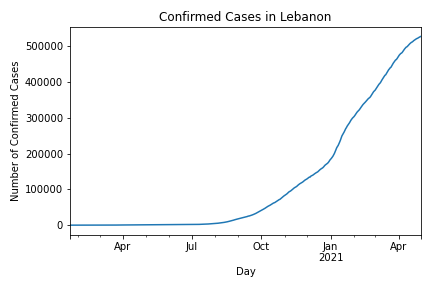 Confirmed Cases in Lebanon
Number of Confirmed Cases
500000
400000
300000
200000
100000
0
Apr
Jul
Oct
Jan
2021
Apr
Day